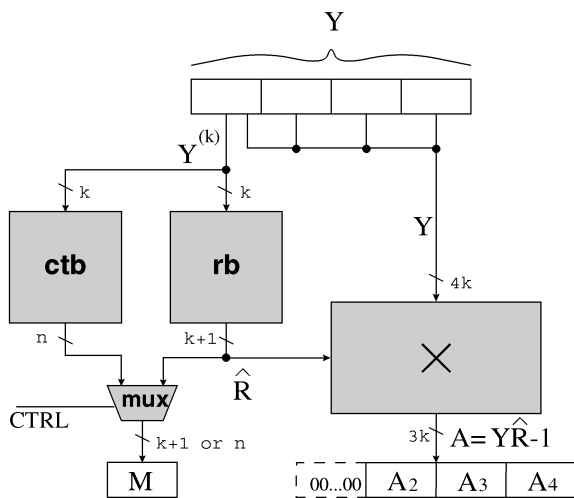 Y
Y(k)
k
k
ctb
rb
Y
4k
n
k+1
R̂
×
CTRL
mux
k+1 or n
3k
A=YR̂-1
M
00...00
A2
A3
A4